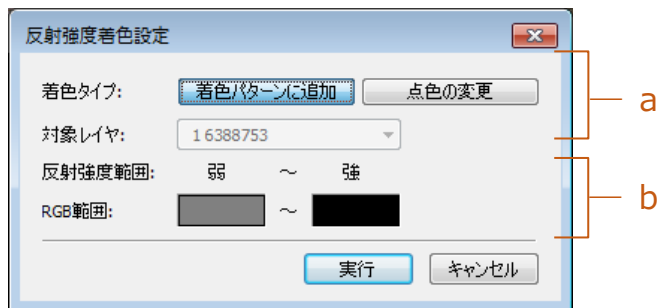 反射強度着色設定
着色タイプ: 着色パターンに追加 点色の変更
a
対象レイヤ: 16388753
反射強度範囲: 弱 ～ 強
b
RGB範囲: ～
実行 キャンセル